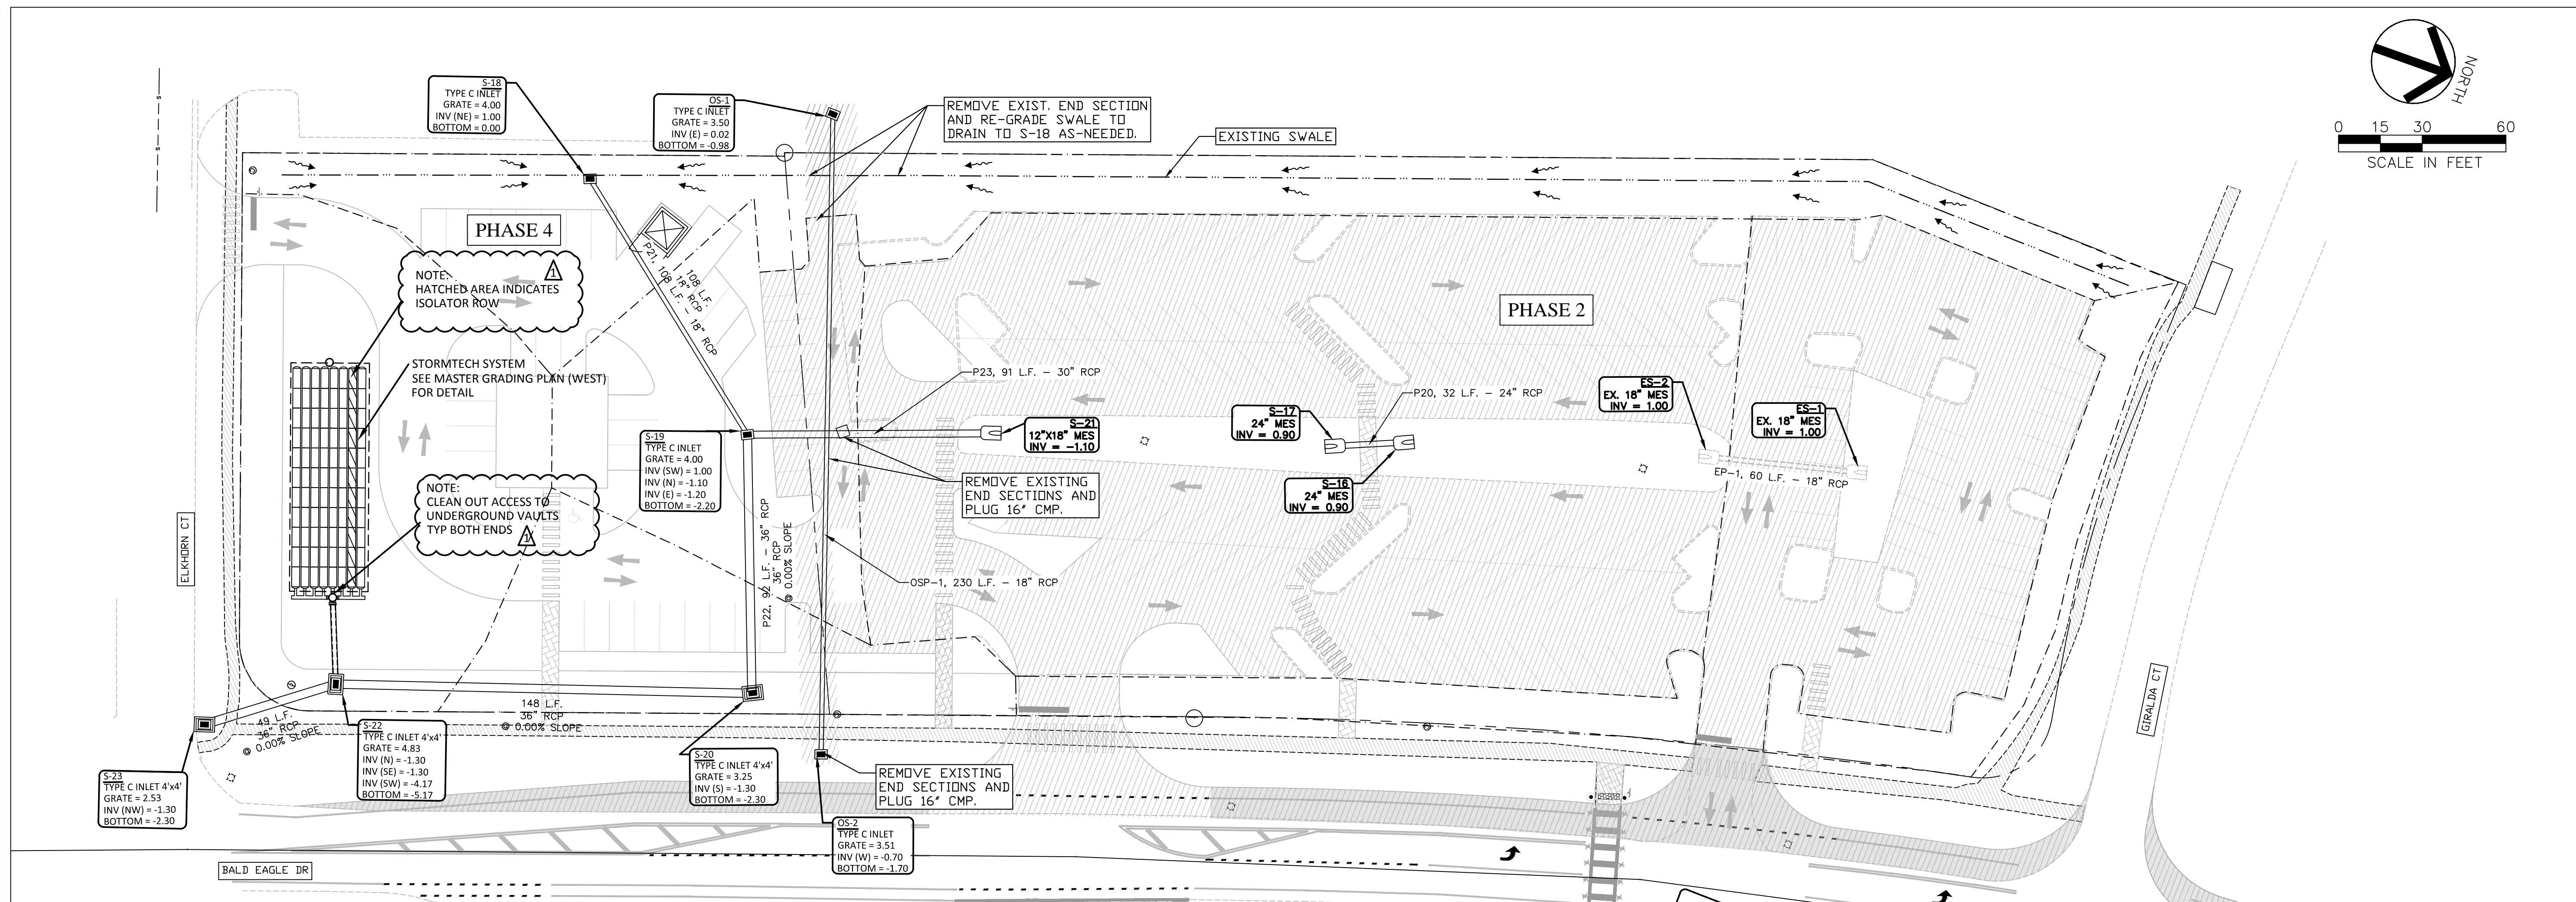 S-18
TYPE C INLET
GRATE = 4.00
INV (NE) = 1.00
BOTTOM = 0.00
OS-1
TYPE C INLET
GRATE = 3.50
INV (E) = 0.02
BOTTOM = -0.98
REMOVE EXIST. END SECTION
AND RE-GRADE SWALE TO
DRAIN TO S-18 AS-NEEDED.
EXISTING SWALE
NORTH
0 15 30 60
SCALE IN FEET
S
S
PHASE 4
NOTE:
HATCHED AREA INDICATES
ISOLATOR ROW
1
STORMTECH SYSTEM
SEE MASTER GRADING PLAN (WEST)
FOR DETAIL
NOTE:
CLEAN OUT ACCESS TO
UNDERGROUND VAULTS
TYP BOTH ENDS
1
P21, 108 L.F. - 18" RCP
108 L.F.
18" RCP
PHASE 2
P23, 91 L.F. - 30" RCP
P20, 32 L.F. - 24" RCP
S-21
12"X18" MES
INV = -1.10
S-17
24" MES
INV = 0.90
S-16
24" MES
INV = 0.90
ES-2
EX. 18" MES
INV = 1.00
ES-1
EX. 18" MES
INV = 1.00
EP-1, 60 L.F. - 18" RCP
S-19
TYPE C INLET
GRATE = 4.00
INV (SW) = 1.00
INV (N) = -1.10
INV (E) = -1.20
BOTTOM = -2.20
REMOVE EXISTING
END SECTIONS AND
PLUG 16" CMP.
P22, 92 L.F. - 36" RCP
36" RCP
@ 0.00% SLOPE
OSP-1, 230 L.F. - 18" RCP
ELKHORN CT
GIRALDA CT
49 L.F.
36" RCP
@ 0.00% SLOPE
148 L.F.
36" RCP
@ 0.00% SLOPE
S-22
TYPE C INLET 4'x4'
GRATE = 4.83
INV (N) = -1.30
INV (SE) = -1.30
INV (SW) = -4.17
BOTTOM = -5.17
S-20
TYPE C INLET 4'x4'
GRATE = 3.25
INV (S) = -1.30
BOTTOM = -2.30
S-23
TYPE C INLET 4'x4'
GRATE = 2.53
INV (NW) = -1.30
BOTTOM = -2.30
REMOVE EXISTING
END SECTIONS AND
PLUG 16" CMP.
OS-2
TYPE C INLET
GRATE = 3.51
INV (W) = -0.70
BOTTOM = -1.70
BALD EAGLE DR